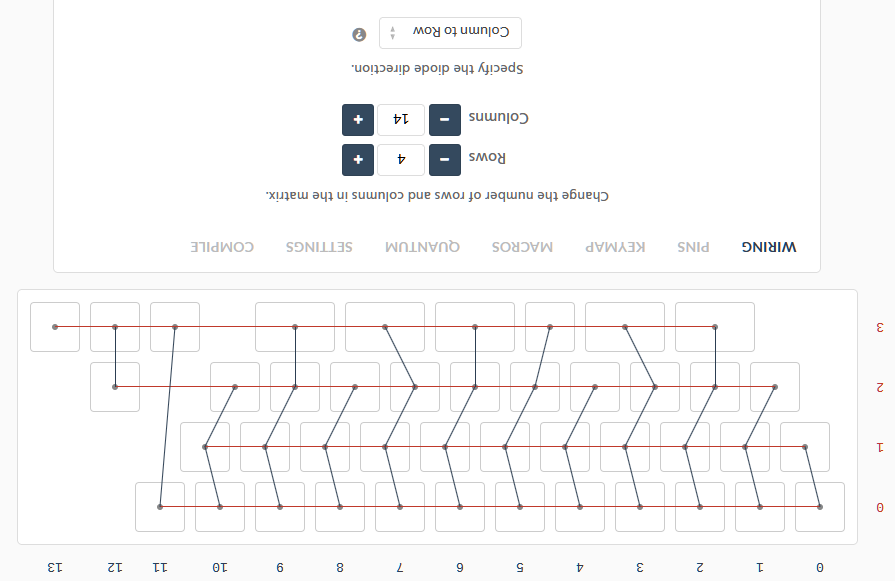 0 1 2 3 4 5 6 7 8 9 10 11 12 13
0
1
2
3
WIRING PINS KEYMAP MACROS QUANTUM SETTINGS COMPILE
Change the number of rows and columns in the matrix.
Rows - 4 +
Columns - 14 +
Specify the diode direction.
Column to Row ?